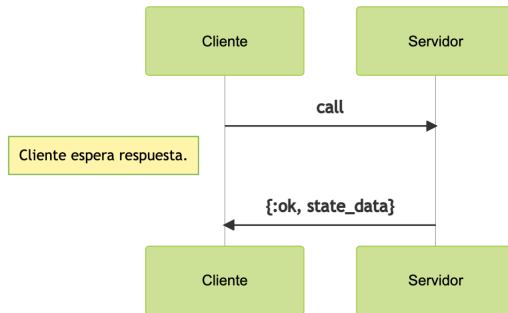 Cliente
Servidor
call
Cliente espera respuesta.
{:ok, state_data}
Cliente
Servidor